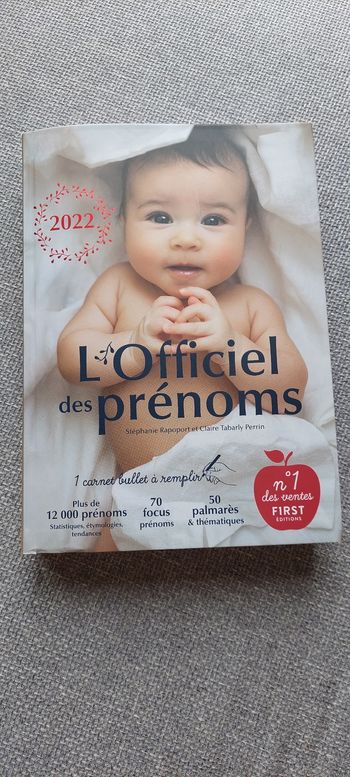 2022
L'Officiel
des prénoms
Stéphanie Rapoport et Claire Tabarly Perrin
1 carnet bullet à remplir
Plus de
12 000 prénoms
Statistiques, étymologies,
tendances
70
focus
prénoms
50
palmarès
& thématiques
n°1
des ventes
FIRST
ÉDITIONS